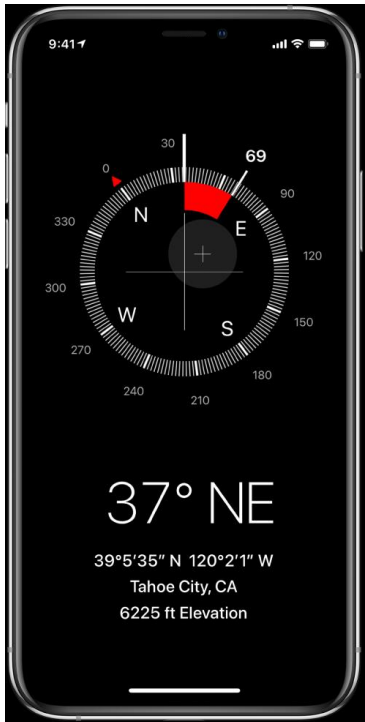 9:41
30
69
0
90
N
E
330
120
300
W
S
150
270
180
240
210
37° NE
39°5′35″ N 120°2′1″ W
Tahoe City, CA
6225 ft Elevation